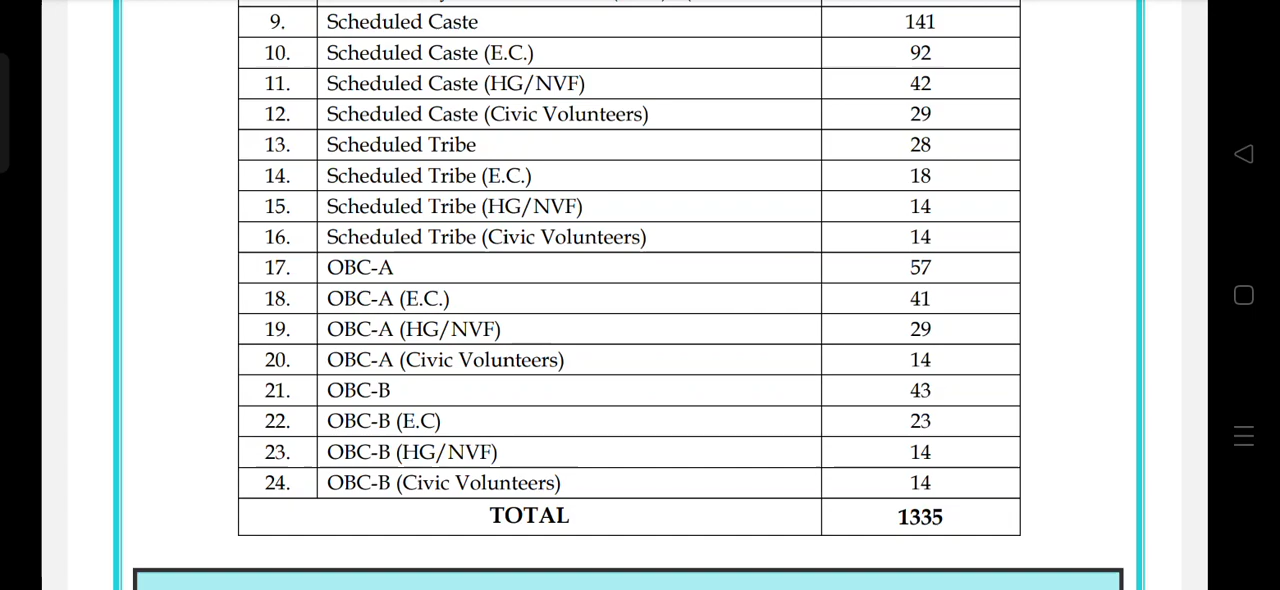 9. Scheduled Caste 141
10. Scheduled Caste (E.C.) 92
11. Scheduled Caste (HG/NVF) 42
12. Scheduled Caste (Civic Volunteers) 29
13. Scheduled Tribe 28
14. Scheduled Tribe (E.C.) 18
15. Scheduled Tribe (HG/NVF) 14
16. Scheduled Tribe (Civic Volunteers) 14
17. OBC-A 57
18. OBC-A (E.C.) 41
19. OBC-A (HG/NVF) 29
20. OBC-A (Civic Volunteers) 14
21. OBC-B 43
22. OBC-B (E.C) 23
23. OBC-B (HG/NVF) 14
24. OBC-B (Civic Volunteers) 14
TOTAL 1335